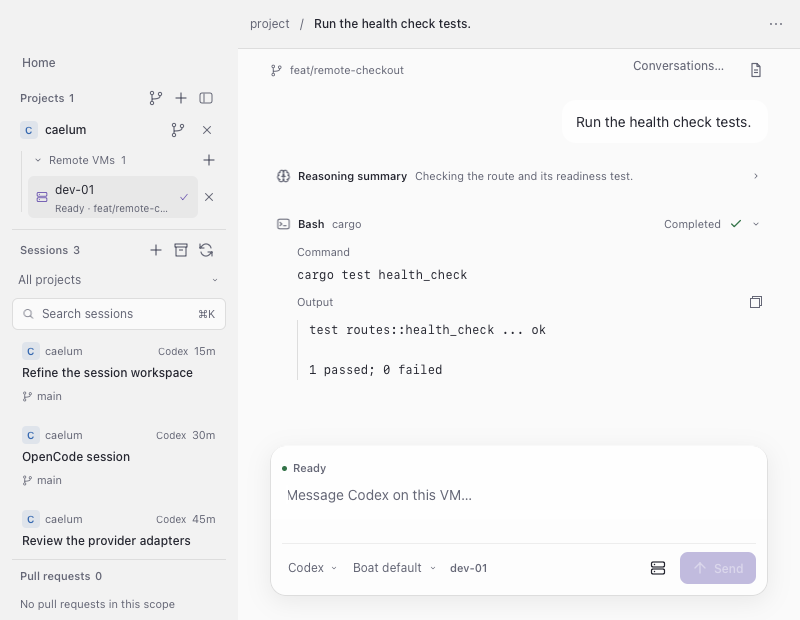 Home
Projects 1
C caelum
Remote VMs 1
dev-01
Ready · feat/remote-c...
Sessions 3
All projects
Search sessions ⌘K
C caelum Codex 15m
Refine the session workspace
main
C caelum Codex 30m
OpenCode session
main
C caelum Codex 45m
Review the provider adapters
Pull requests 0
No pull requests in this scope
project / Run the health check tests.
feat/remote-checkout Conversations...
Run the health check tests.
Reasoning summary Checking the route and its readiness test.
Bash cargo Completed
Command
cargo test health_check
Output
test routes::health_check ... ok
1 passed; 0 failed
Ready
Message Codex on this VM...
Codex Boat default dev-01 Send